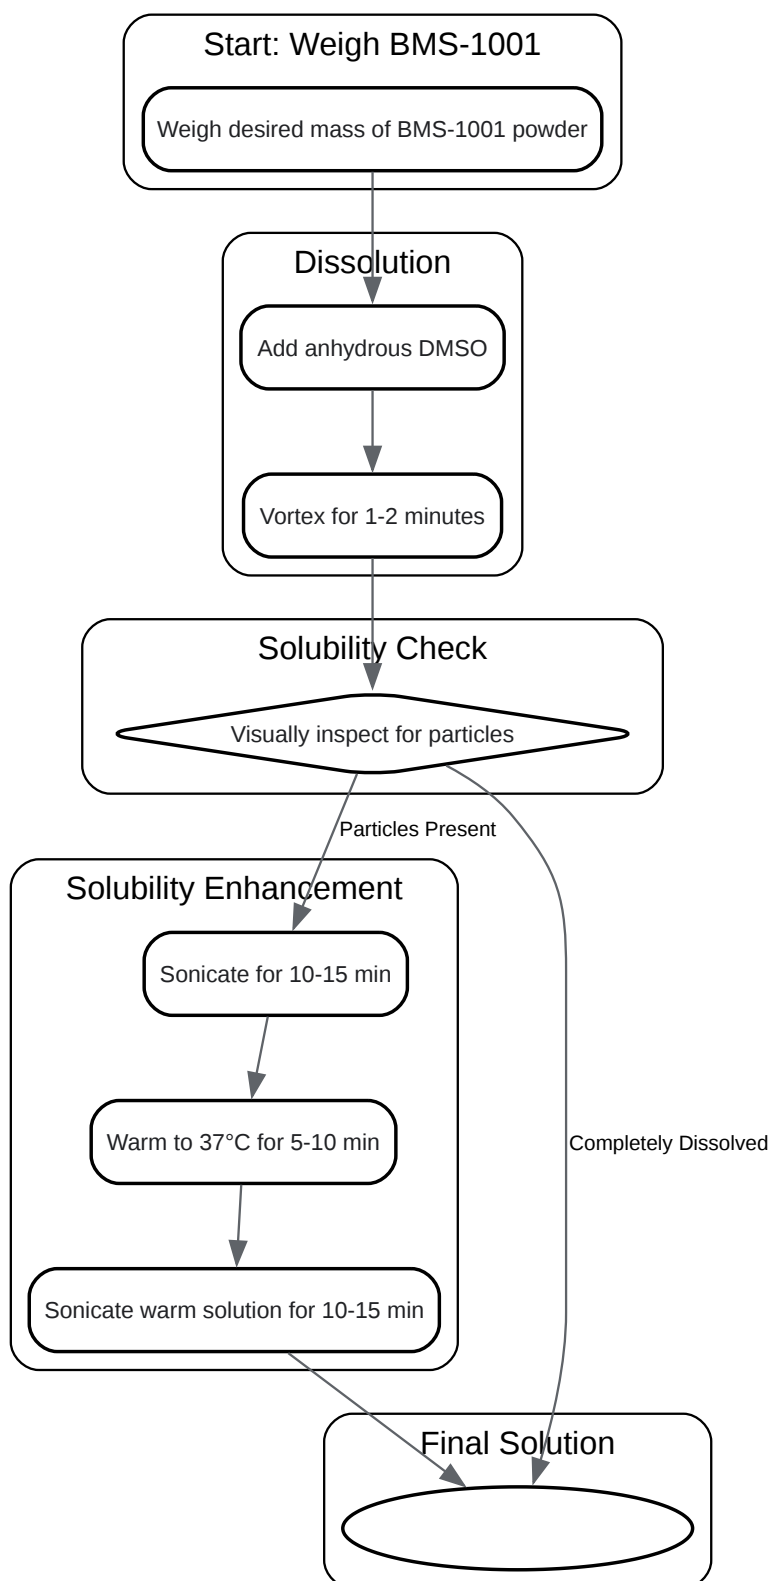 Start: Weigh BMS-1001
Weigh desired mass of BMS-1001 powder
Dissolution
Add anhydrous DMSO
Vortex for 1-2 minutes
Solubility Check
Visually inspect for particles
Particles Present
Solubility Enhancement
Sonicate for 10-15 min
Warm to 37°C for 5-10 min
Completely Dissolved
Sonicate warm solution for 10-15 min
Final Solution